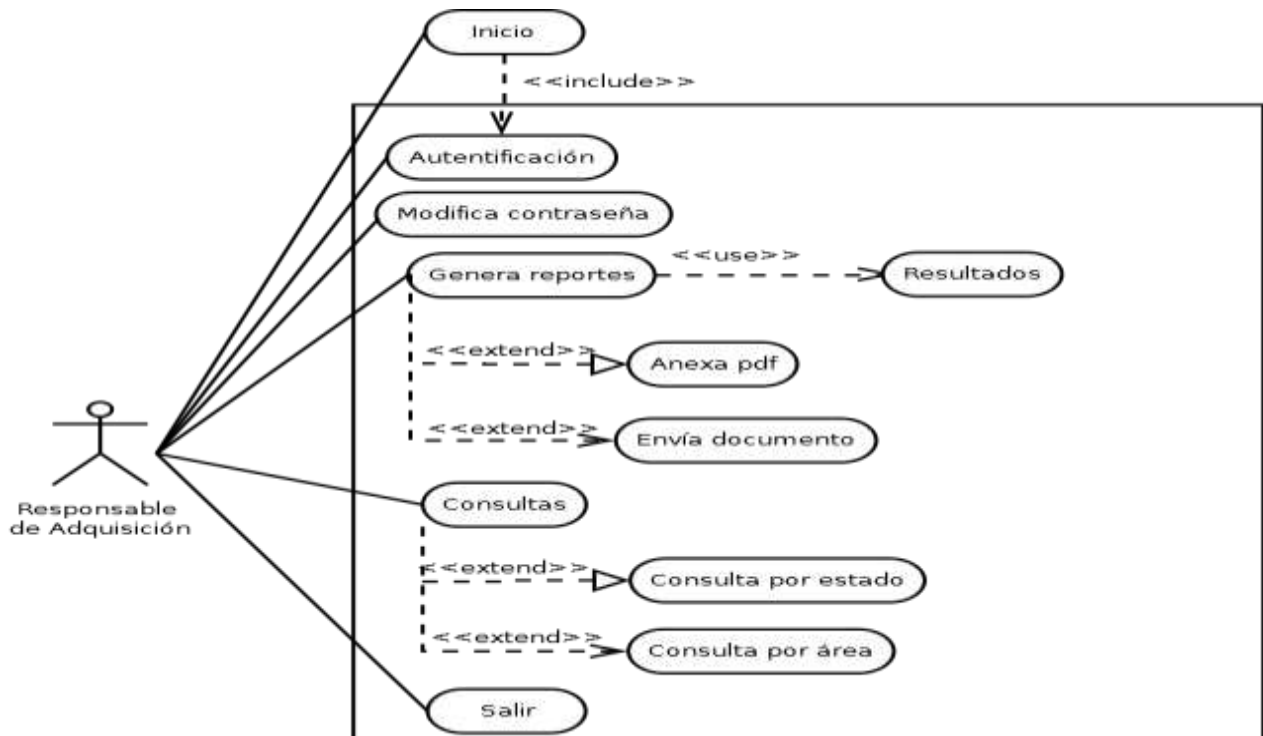 Inicio
<<include>>
Autentificación
Modifica contraseña
Genera reportes
<<use>>
Resultados
<<extend>>
Anexa pdf
<<extend>>
Envía documento
Responsable
de Adquisición
Consultas
<<extend>>
Consulta por estado
<<extend>>
Consulta por área
Salir